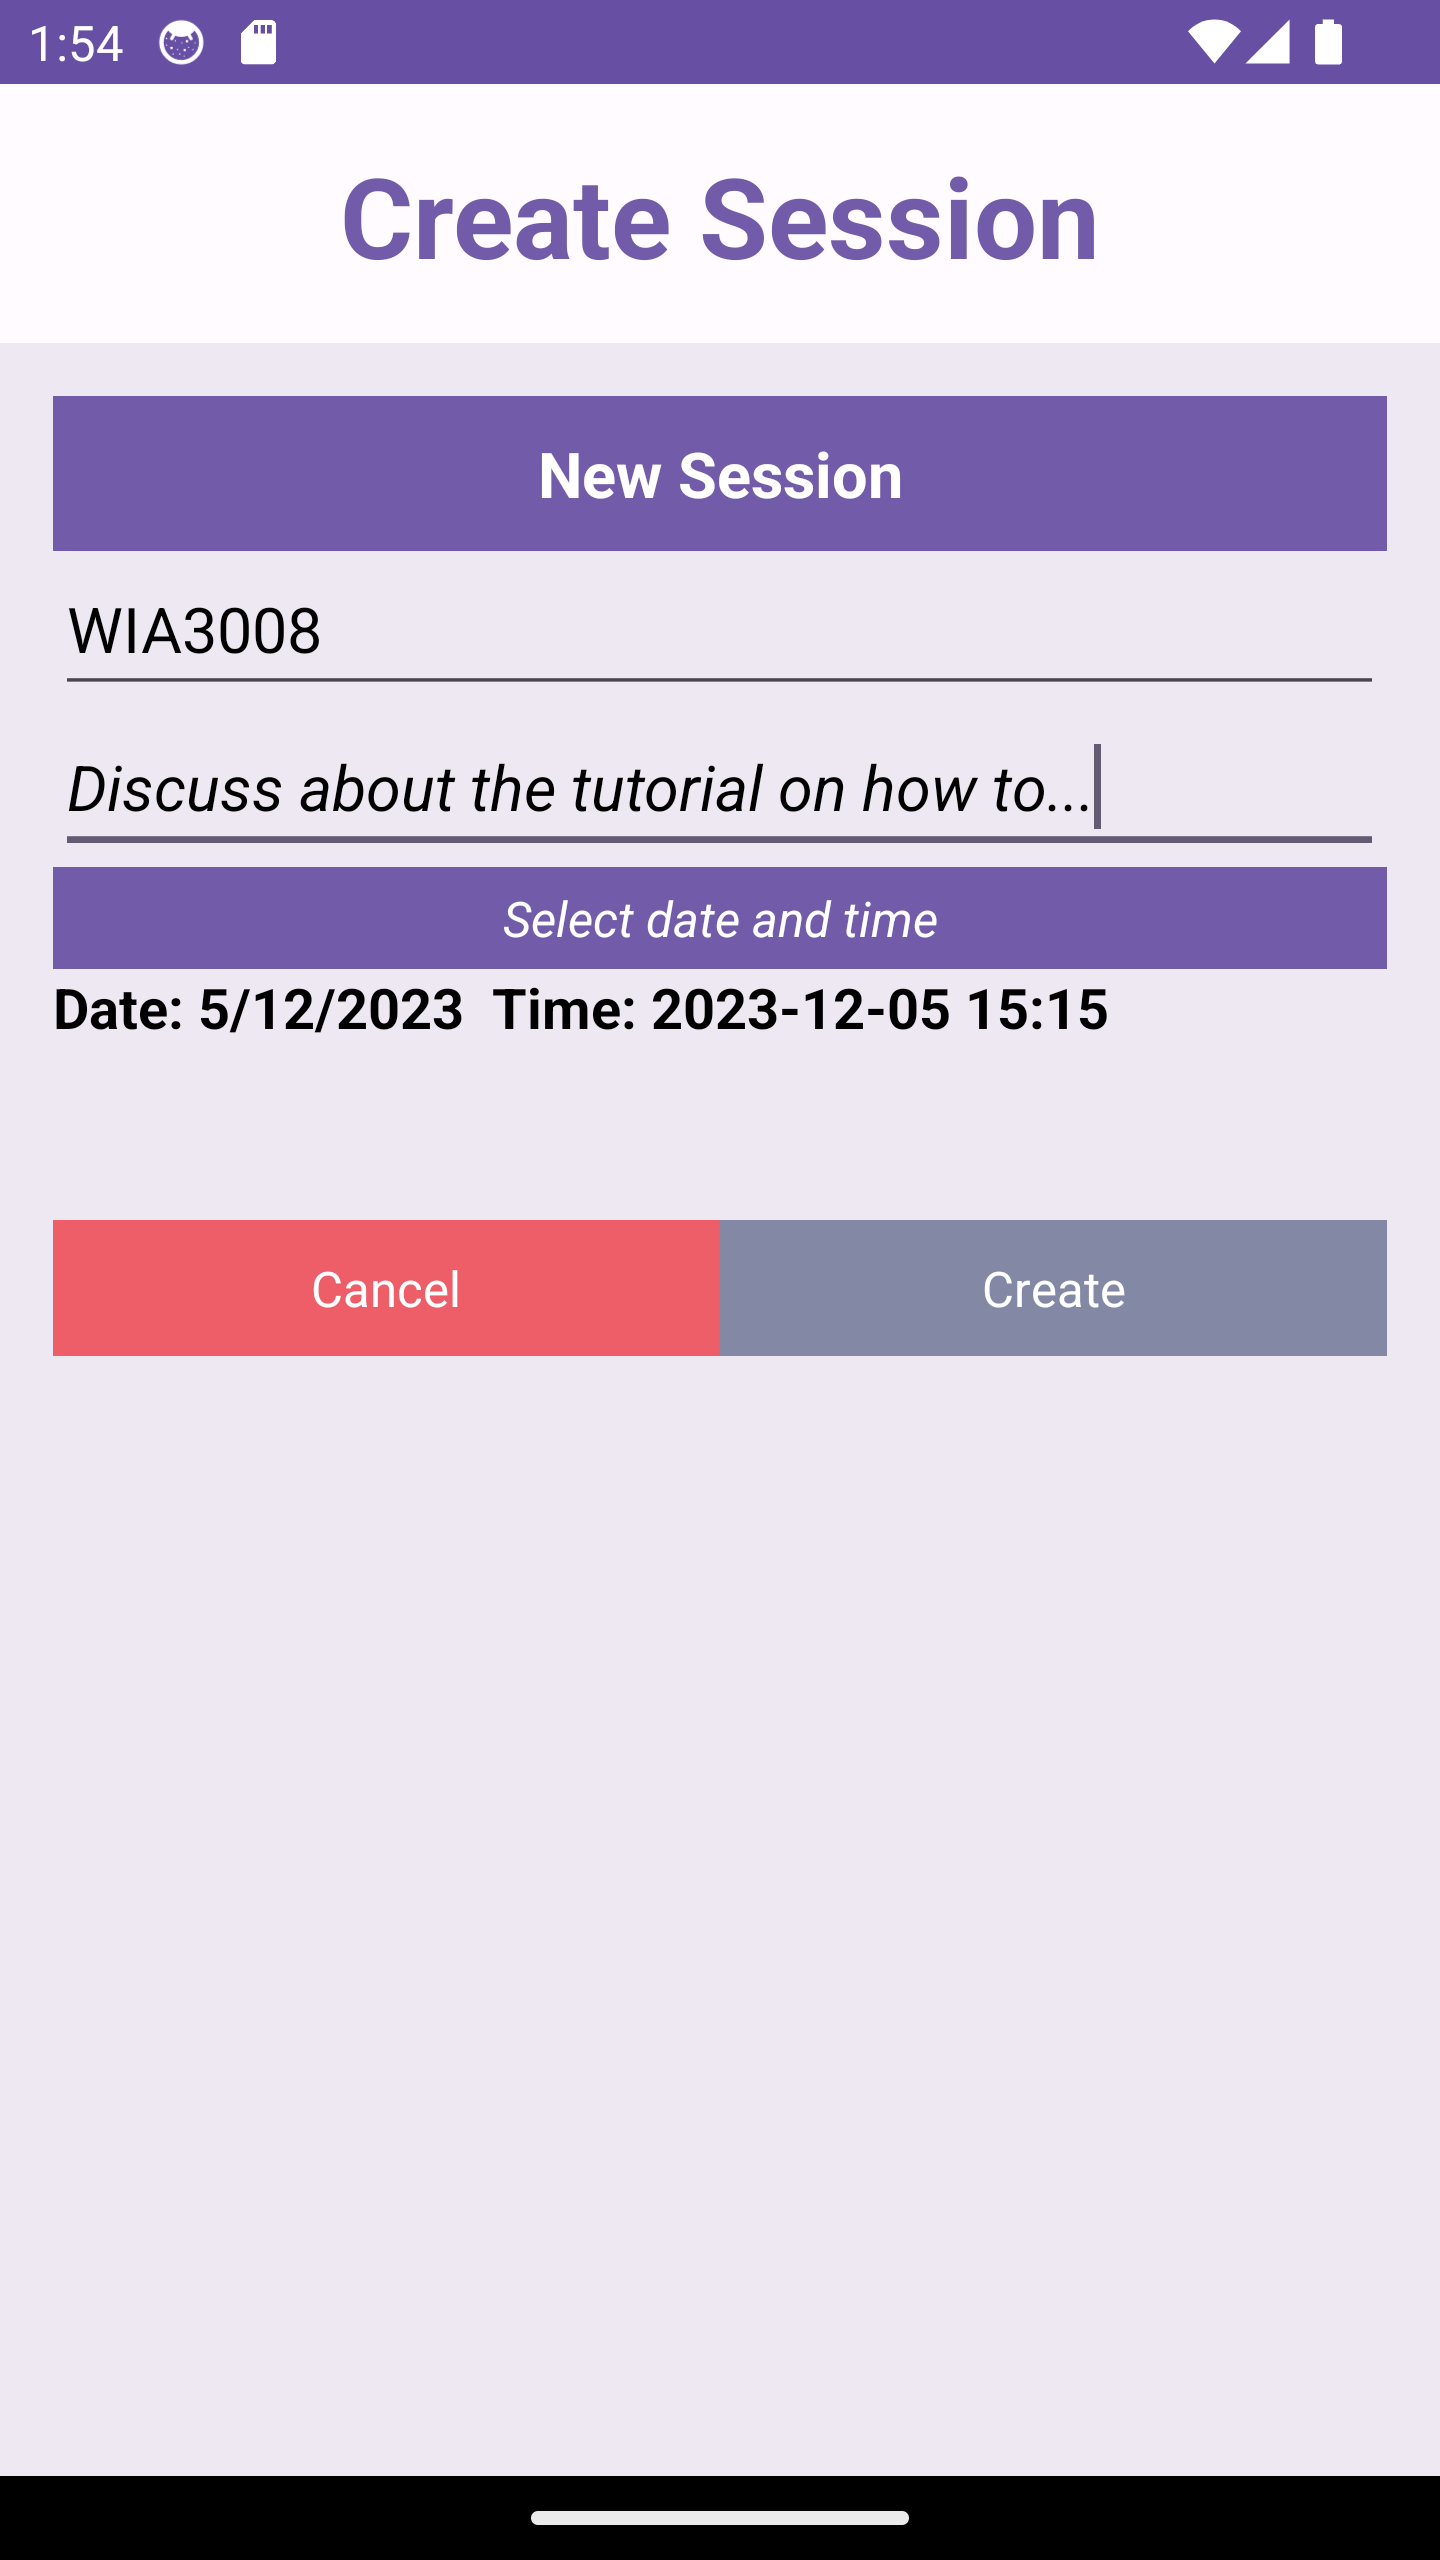 1:54
Create Session
New Session
WIA3008
Discuss about the tutorial on how to...
Select date and time
Date: 5/12/2023  Time: 2023-12-05 15:15
Cancel Create